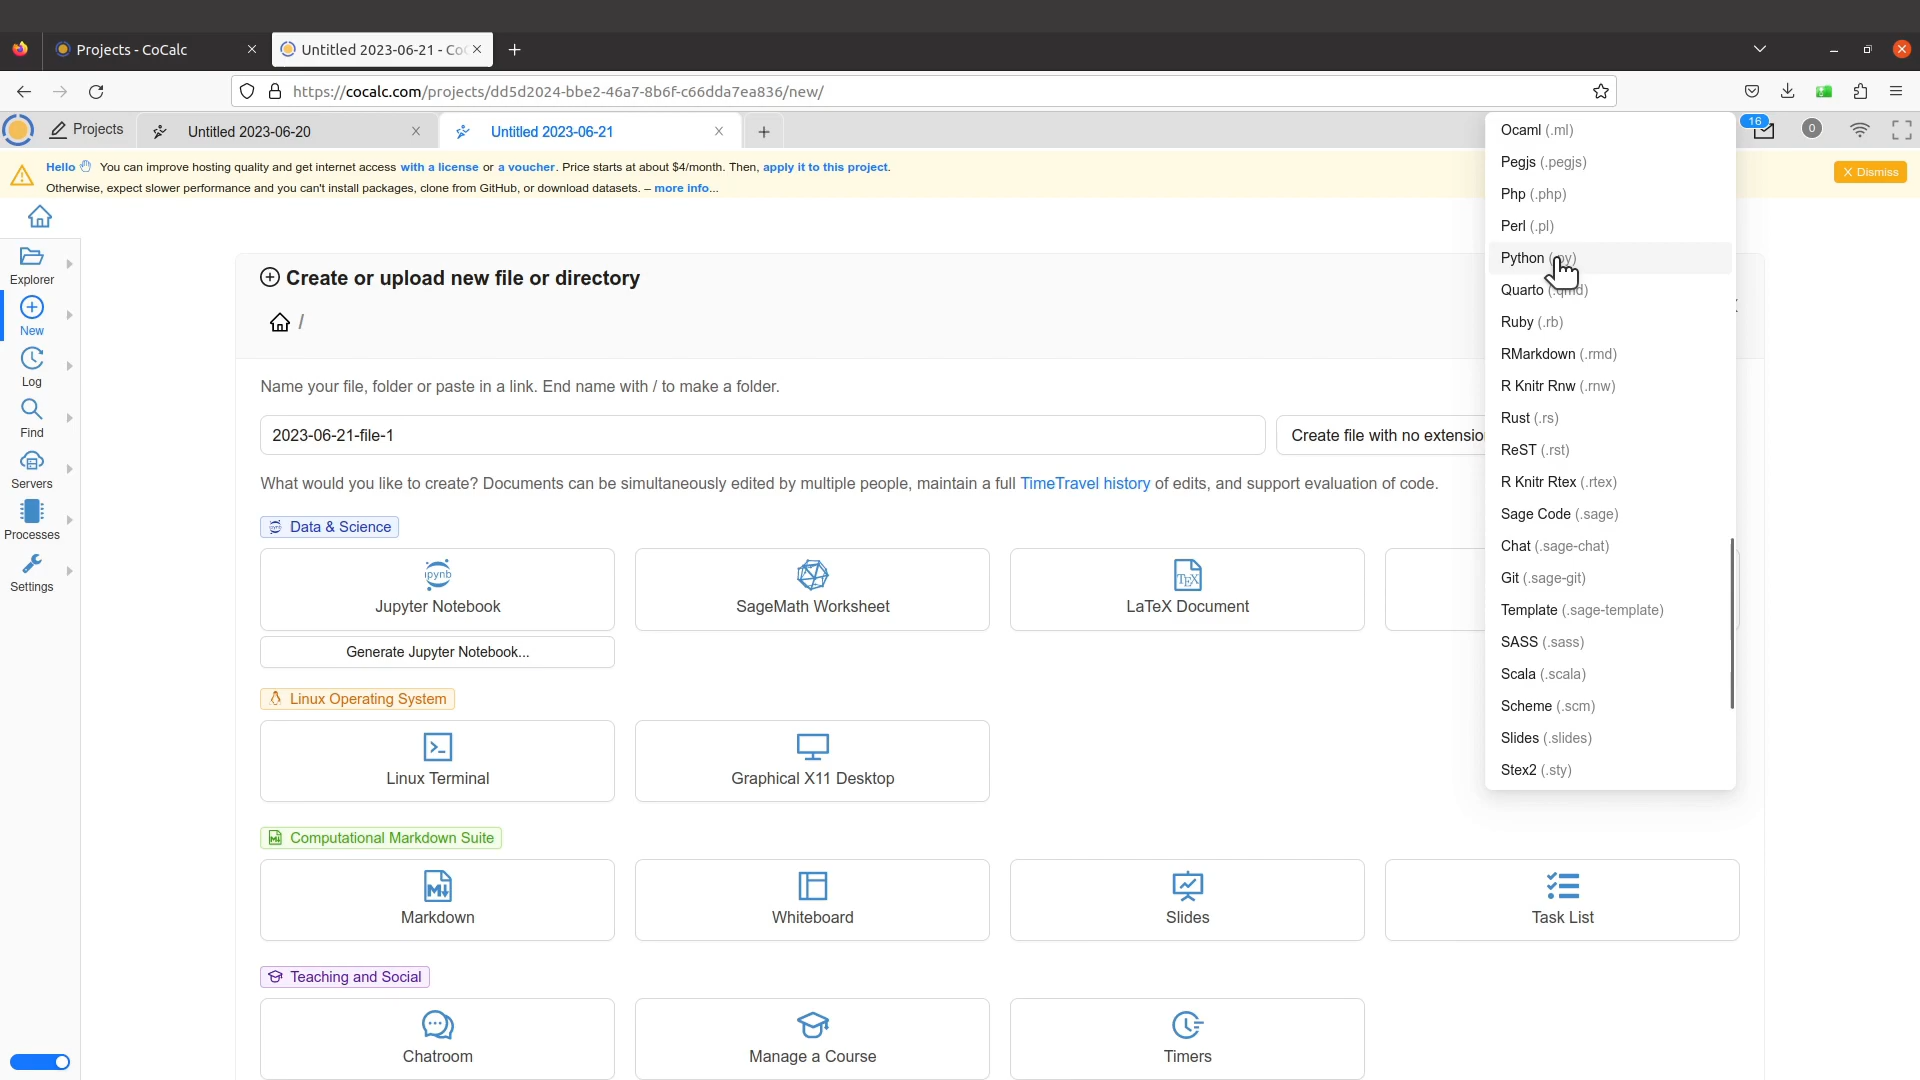 Projects - CoCalc
Untitled 2023-06-21 - Co
https://cocalc.com/projects/dd5d2024-bbe2-46a7-8b6f-c66dda7ea836/new/
Projects
Untitled 2023-06-20
Untitled 2023-06-21
16
0
Hello You can improve hosting quality and get internet access with a license or a voucher. Price starts at about $4/month. Then, apply it to this project.
Otherwise, expect slower performance and you can't install packages, clone from GitHub, or download datasets. – more info...
X Dismiss
Explorer
New
Log
Find
Servers
Processes
Settings
Create or upload new file or directory
/
Name your file, folder or paste in a link. End name with / to make a folder.
2023-06-21-file-1
Create file with no extensio
What would you like to create? Documents can be simultaneously edited by multiple people, maintain a full TimeTravel history of edits, and support evaluation of code.
Data & Science
ipynb
Jupyter Notebook
SageMath Worksheet
TEX
LaTeX Document
Generate Jupyter Notebook...
Linux Operating System
Linux Terminal
Graphical X11 Desktop
Computational Markdown Suite
Markdown
Whiteboard
Slides
Task List
Teaching and Social
Chatroom
Manage a Course
Timers
Ocaml (.ml)
Pegjs (.pegjs)
Php (.php)
Perl (.pl)
Python (.py)
Quarto (.qmd)
Ruby (.rb)
RMarkdown (.rmd)
R Knitr Rnw (.rnw)
Rust (.rs)
ReST (.rst)
R Knitr Rtex (.rtex)
Sage Code (.sage)
Chat (.sage-chat)
Git (.sage-git)
Template (.sage-template)
SASS (.sass)
Scala (.scala)
Scheme (.scm)
Slides (.slides)
Stex2 (.sty)